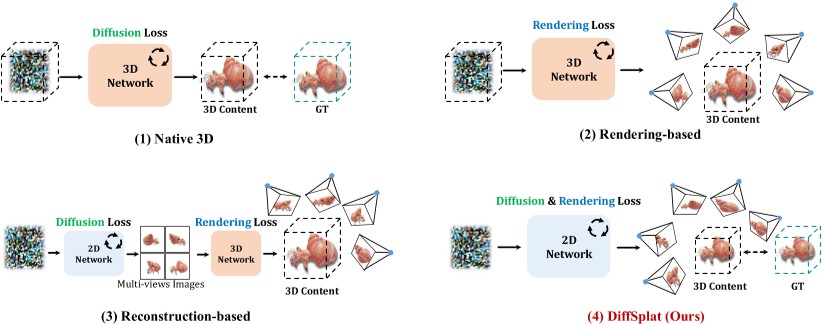 Diffusion Loss
3D
Network
3D Content
GT
(1) Native 3D
Rendering Loss
3D
Network
3D Content
(2) Rendering-based
Diffusion Loss
2D
Network
Multi-views Images
Rendering Loss
3D
Network
3D Content
(3) Reconstruction-based
Diffusion & Rendering Loss
2D
Network
3D Content
GT
(4) DiffSplat (Ours)